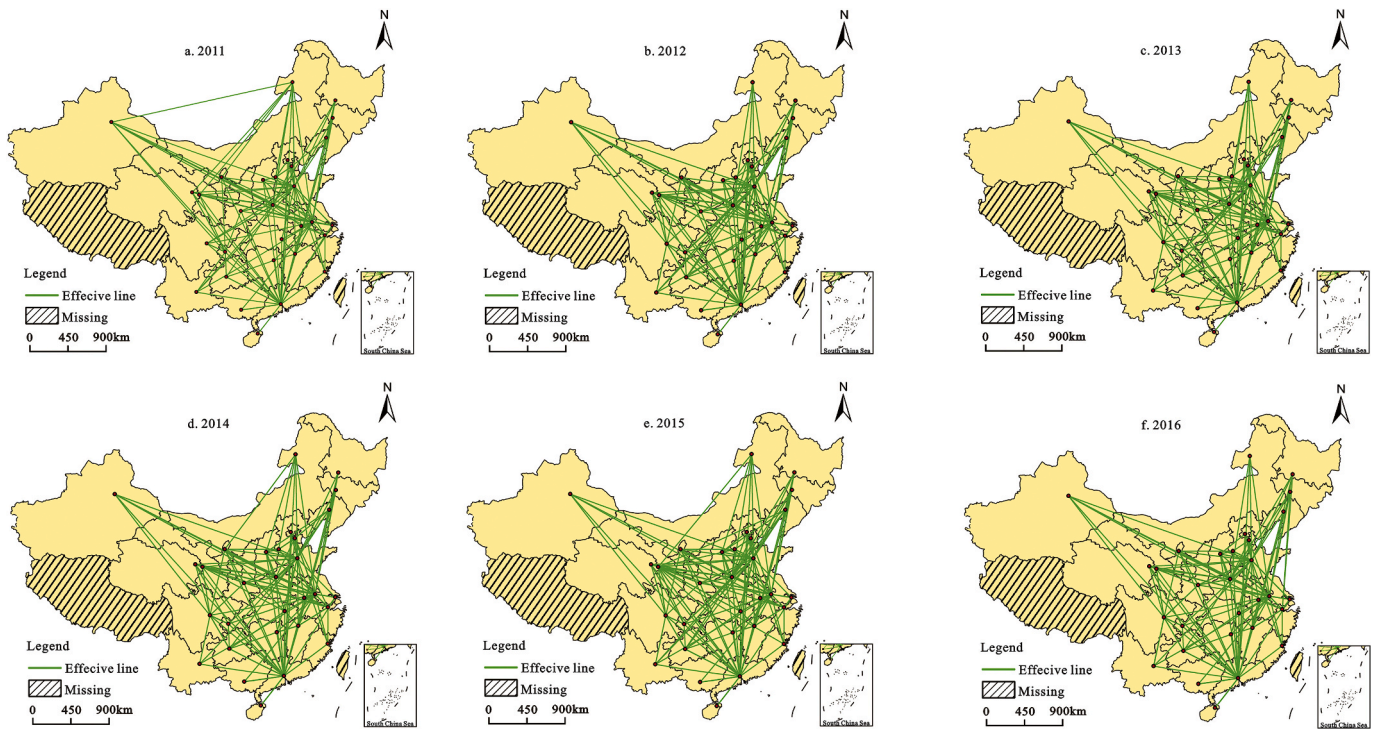 N
a. 2011
Legend
Effecive line
Missing
0 450 900km
South China Sea
N
b. 2012
Legend
Effecive line
Missing
0 450 900km
South China Sea
N
c. 2013
Legend
Effecive line
Missing
0 450 900km
South China Sea
N
d. 2014
Legend
Effecive line
Missing
0 450 900km
South China Sea
N
e. 2015
Legend
Effecive line
Missing
0 450 900km
South China Sea
N
f. 2016
Legend
Effecive line
Missing
0 450 900km
South China Sea